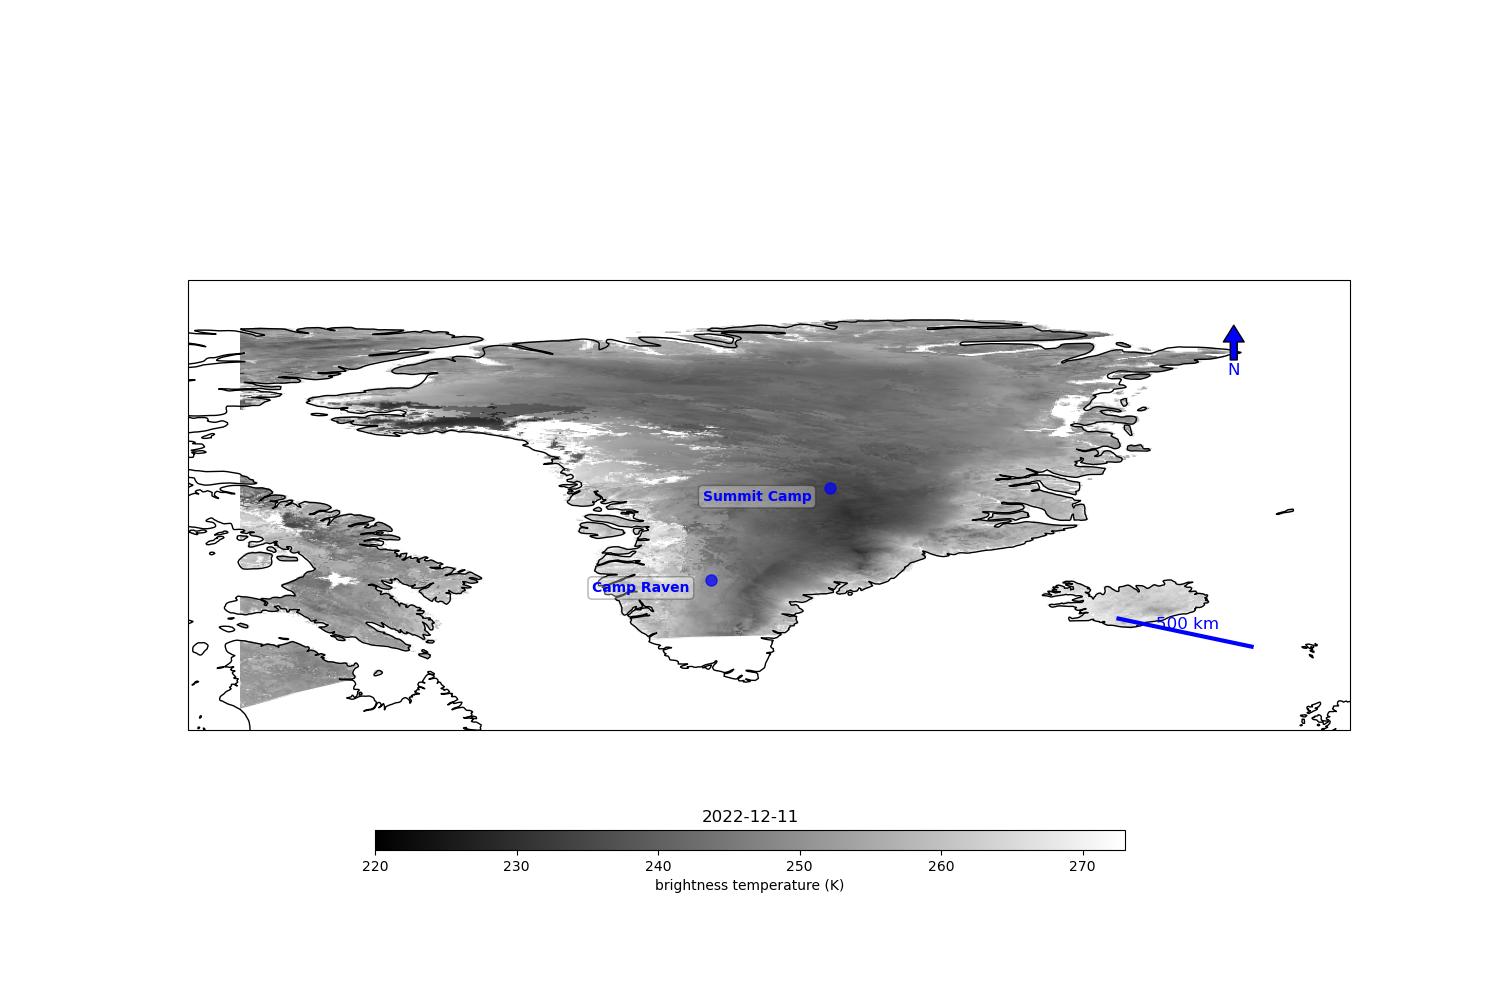 N
Summit Camp
Camp Raven
500 km
2022-12-11
220 230 240 250 260 270
brightness temperature (K)